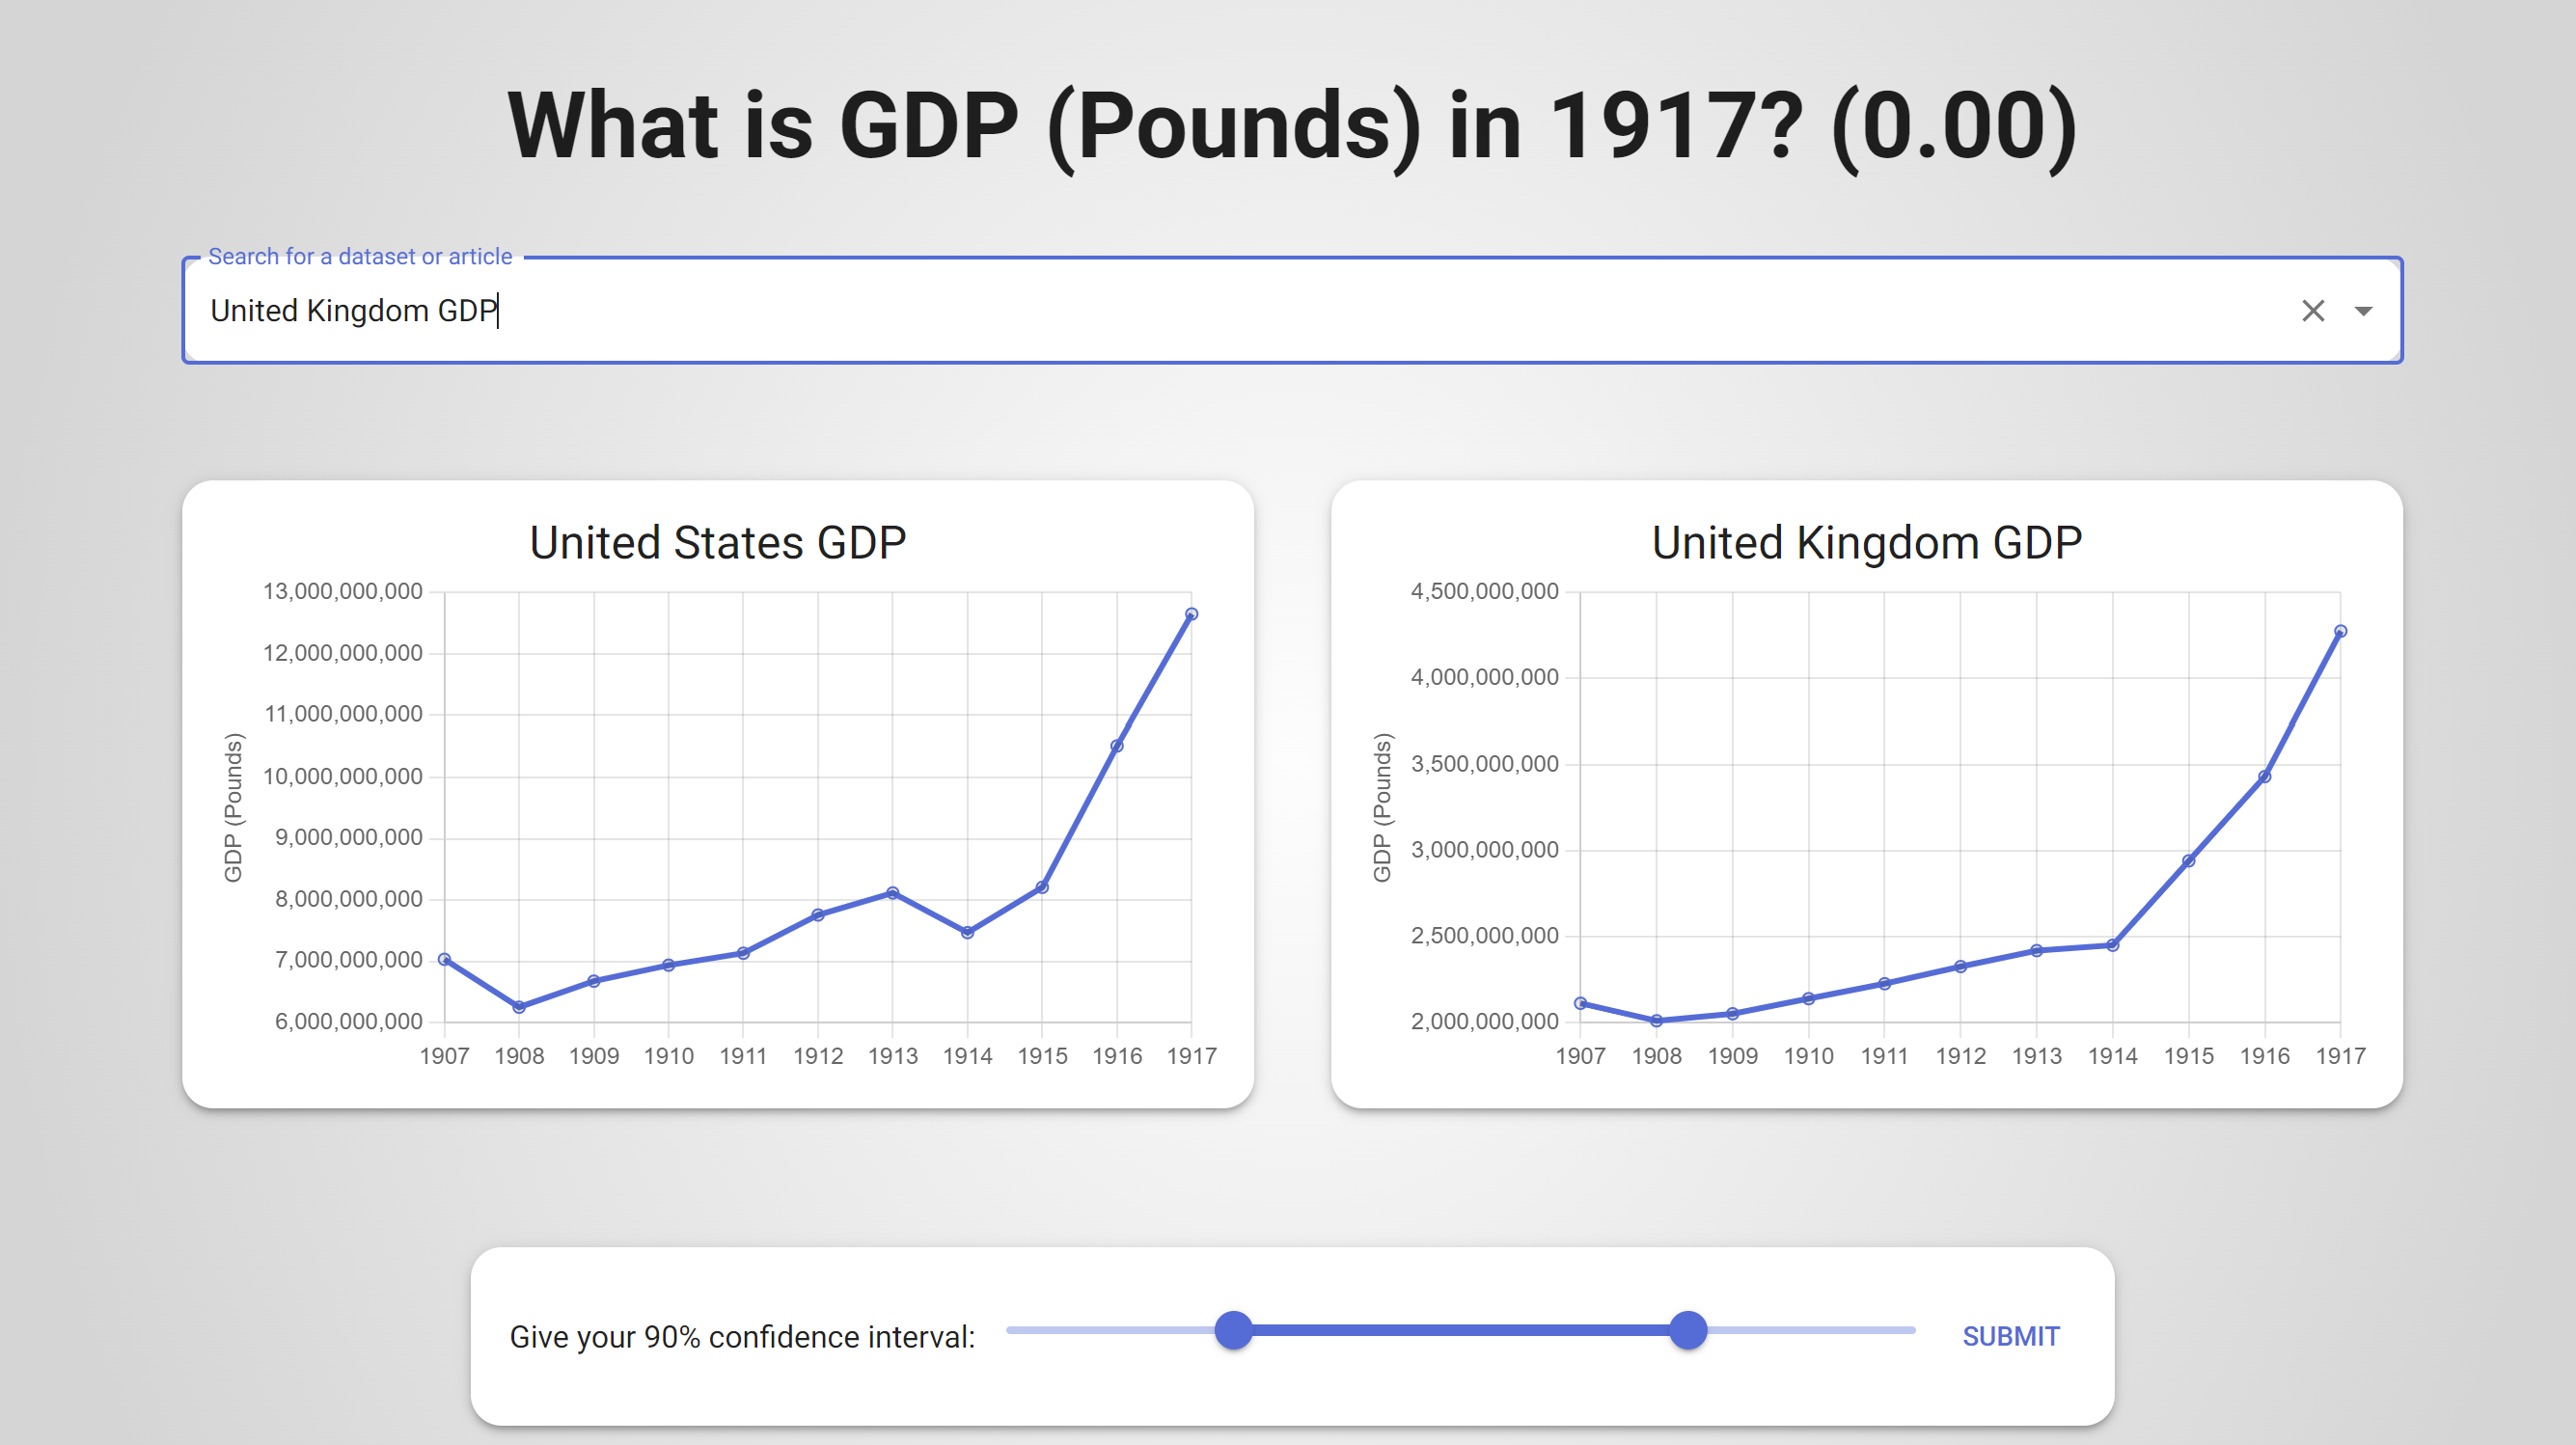 What is GDP (Pounds) in 1917? (0.00)
Search for a dataset or article
United Kingdom GDP
United States GDP
GDP (Pounds)
13,000,000,000
12,000,000,000
11,000,000,000
10,000,000,000
9,000,000,000
8,000,000,000
7,000,000,000
6,000,000,000
1907 1908 1909 1910 1911 1912 1913 1914 1915 1916 1917
United Kingdom GDP
GDP (Pounds)
4,500,000,000
4,000,000,000
3,500,000,000
3,000,000,000
2,500,000,000
2,000,000,000
1907 1908 1909 1910 1911 1912 1913 1914 1915 1916 1917
Give your 90% confidence interval:
SUBMIT